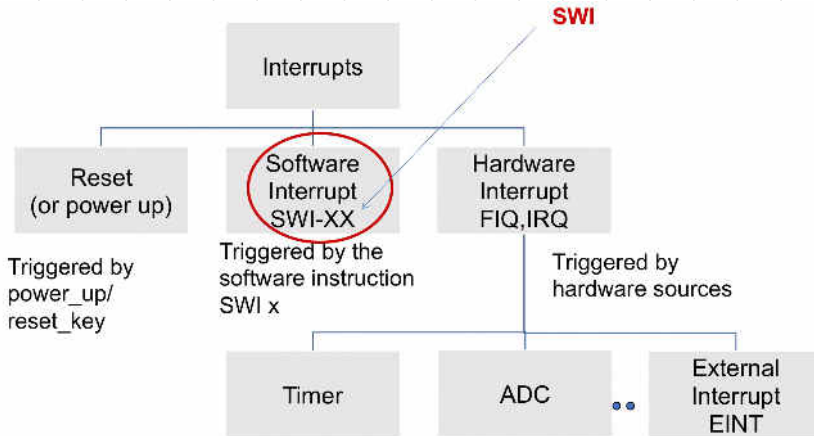 SWI
Interrupts
Reset
(or power up)
Software
Interrupt
SWI-XX
Hardware
Interrupt
FIQ,IRQ
Triggered by
power_up/
reset_key
Triggered by the
software instruction
SWI x
Triggered by
hardware sources
Timer
ADC
External
Interrupt
EINT